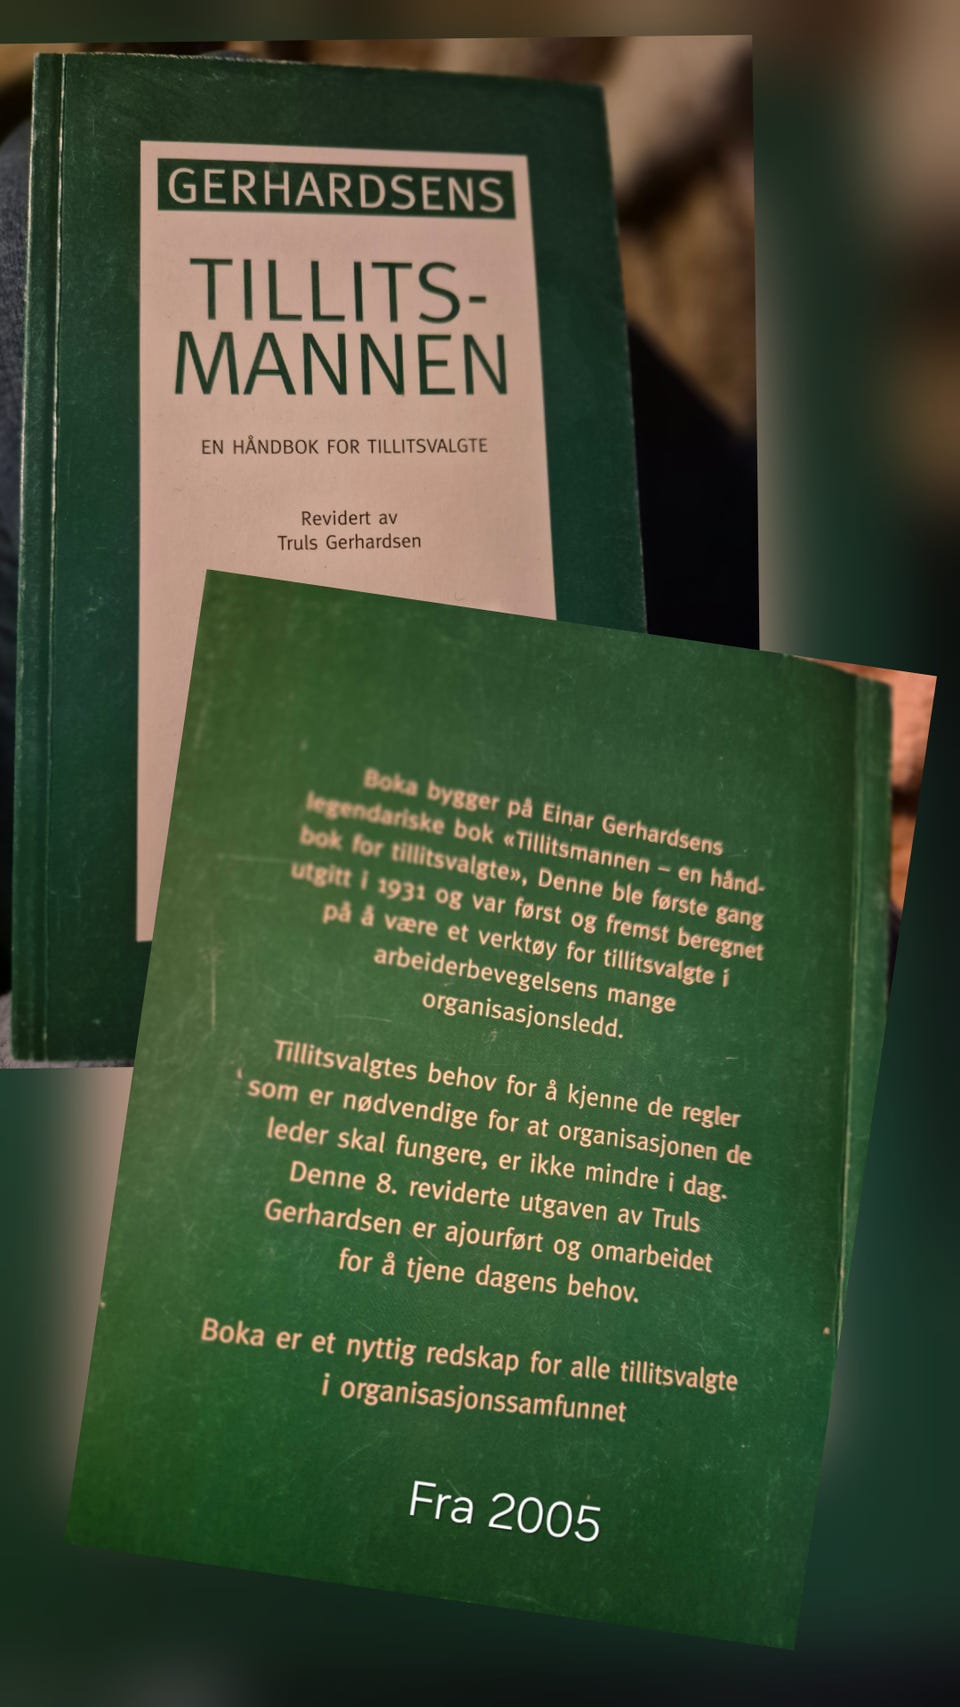 GERHARDSENS
TILLITS-
MANNEN
EN HÅNDBOK FOR TILLITSVALGTE
Revidert av
Truls Gerhardsen
Boka bygger på Einar Gerhardsens
legendariske bok «Tillitsmannen – en hånd-
bok for tillitsvalgte», Denne ble første gang
utgitt i 1931 og var først og fremst beregnet
på å være et verktøy for tillitsvalgte i
arbeiderbevegelsens mange
organisasjonsledd.
Tillitsvalgtes behov for å kjenne de regler
som er nødvendige for at organisasjonen de
leder skal fungere, er ikke mindre i dag.
Denne 8. reviderte utgaven av Truls
Gerhardsen er ajourført og omarbeidet
for å tjene dagens behov.
Boka er et nyttig redskap for alle tillitsvalgte
i organisasjonssamfunnet
Fra 2005